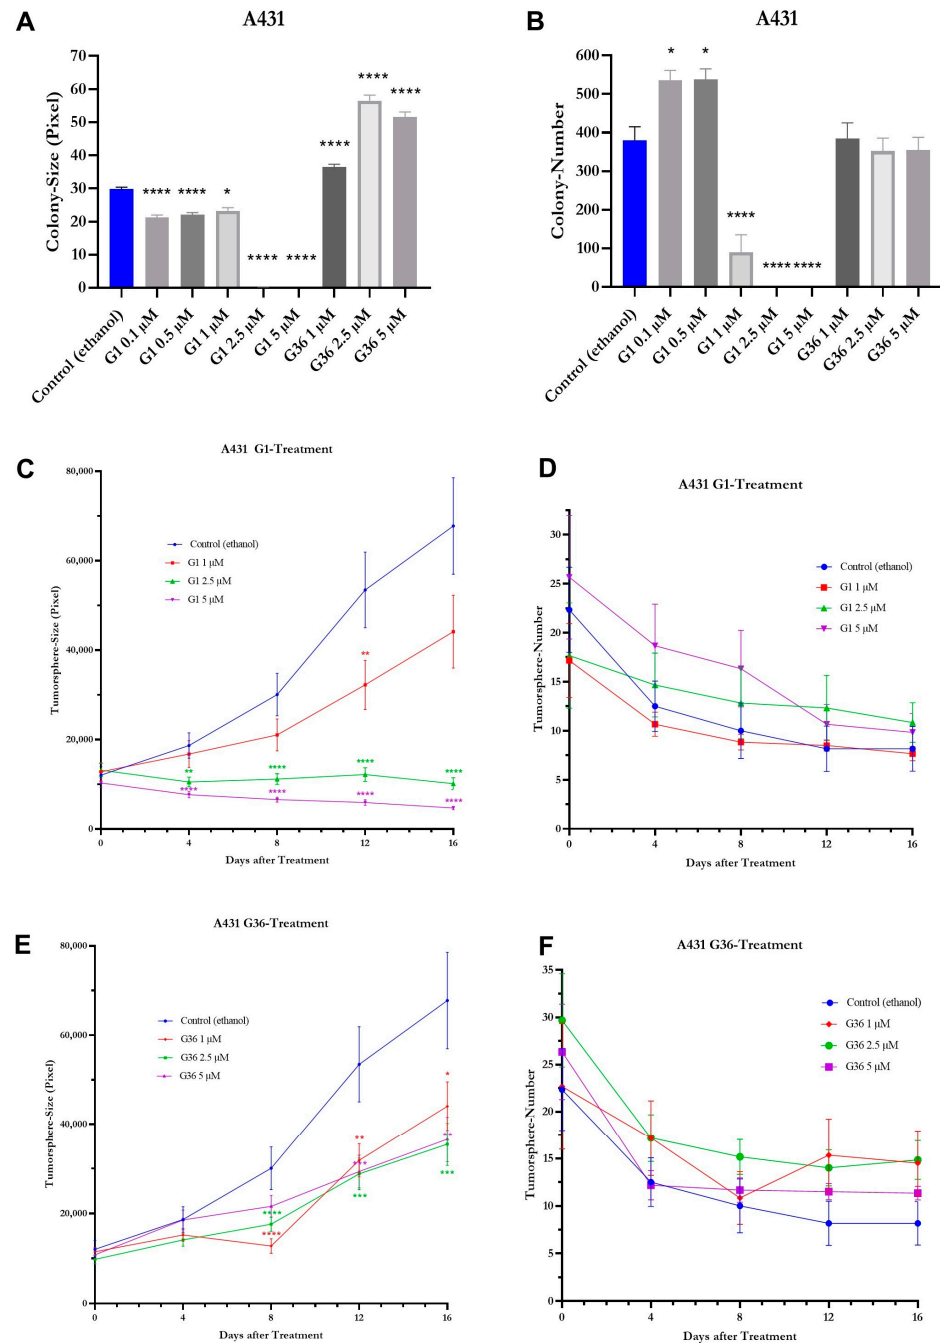 A
A431
Colony-Size (Pixel)
70
60
50
40
30
20
10
0
****
****
*
****
****
****
****
****
Control (ethanol)
G1 0.1 µM
G1 0.5 µM
G1 1 µM
G1 2.5 µM
G1 5 µM
G36 1 µM
G36 2.5 µM
G36 5 µM
B
A431
Colony-Number
600
500
400
300
200
100
0
*
*
****
****
****
Control (ethanol)
G1 0.1 µM
G1 0.5 µM
G1 1 µM
G1 2.5 µM
G1 5 µM
G36 1 µM
G36 2.5 µM
G36 5 µM
C
A431 G1-Treatment
Tumorsphere-Size (Pixel)
80,000
60,000
40,000
20,000
0
Control (ethanol)
G1 1 µM
G1 2.5 µM
G1 5 µM
**
** **** **** ****
**** **** **** ****
0 4 8 12 16
Days after Treatment
D
A431 G1-Treatment
Tumorsphere-Number
30
25
20
15
10
5
0
Control (ethanol)
G1 1 µM
G1 2.5 µM
G1 5 µM
0 4 8 12 16
Days after Treatment
E
A431 G36-Treatment
Tumorsphere-Size (Pixel)
80,000
60,000
40,000
20,000
0
Control (ethanol)
G36 1 µM
G36 2.5 µM
G36 5 µM
*
**
**
***
***
***
****
****
0 4 8 12 16
Days after Treatment
F
A431 G36-Treatment
Tumorsphere-Number
35
30
25
20
15
10
5
0
Control (ethanol)
G36 1 µM
G36 2.5 µM
G36 5 µM
0 4 8 12 16
Days after Treatment